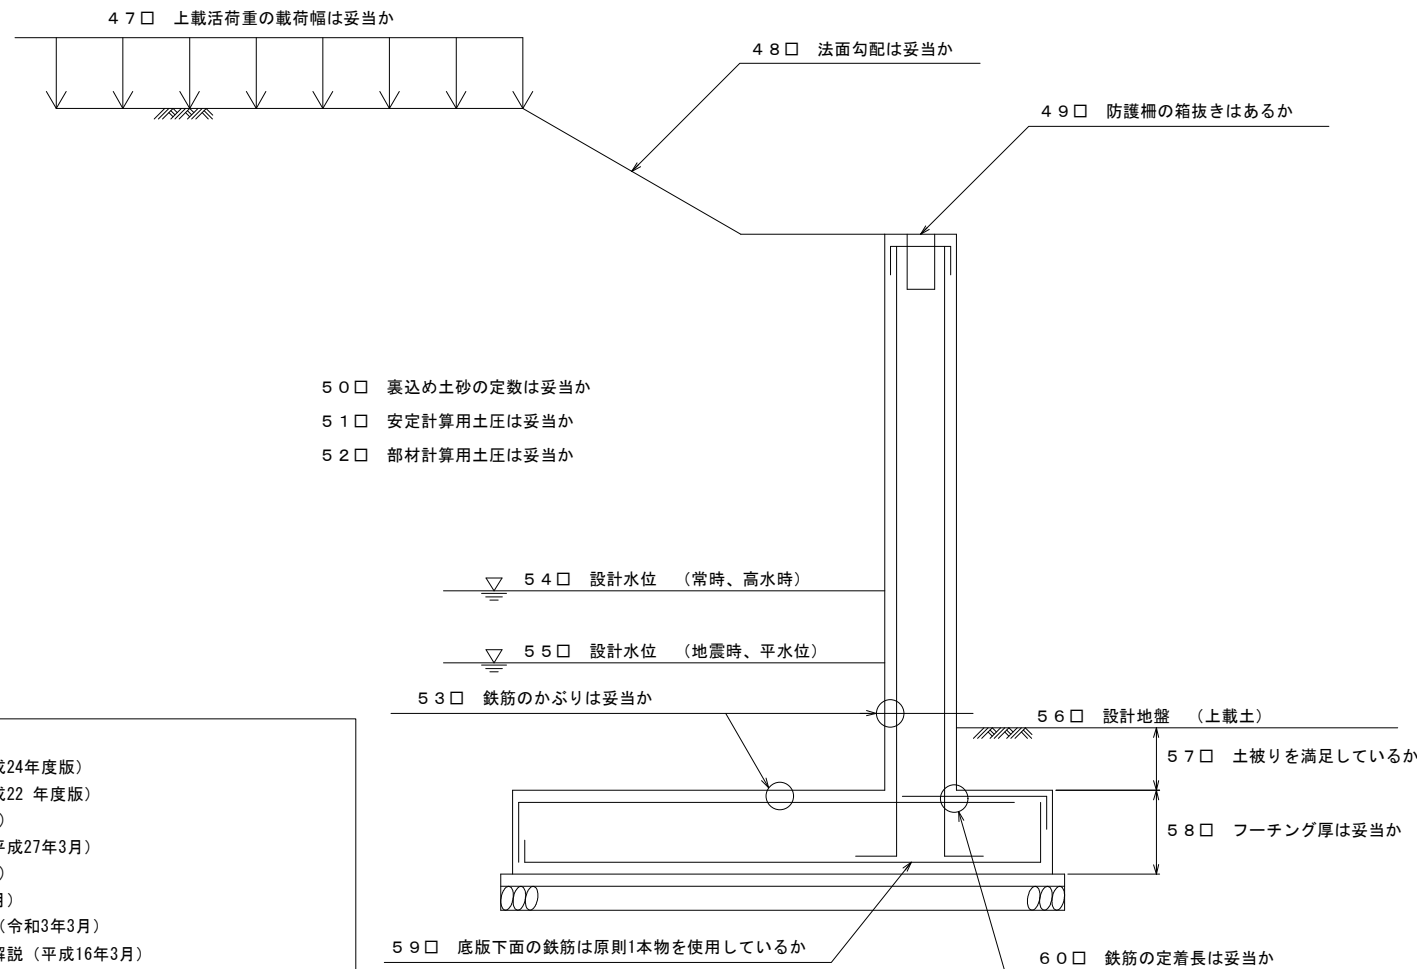 ４７□　上載活荷重の載荷幅は妥当か
４８□　法面勾配は妥当か
４９□　防護柵の箱抜きはあるか
５０□　裏込め土砂の定数は妥当か
５１□　安定計算用土圧は妥当か
５２□　部材計算用土圧は妥当か
５４□　設計水位　（常時、高水時）
５５□　設計水位　（地震時、平水位）
５３□　鉄筋のかぶりは妥当か
５６□　設計地盤　（上載土）
５７□　土被りを満足しているか
５８□　フーチング厚は妥当か
成24年度版）
成22 年度版）
）
平成27年3月）
）
月）
（令和3年3月）
解説（平成16年3月）
５９□　底版下面の鉄筋は原則1本物を使用しているか
６０□　鉄筋の定着長は妥当か